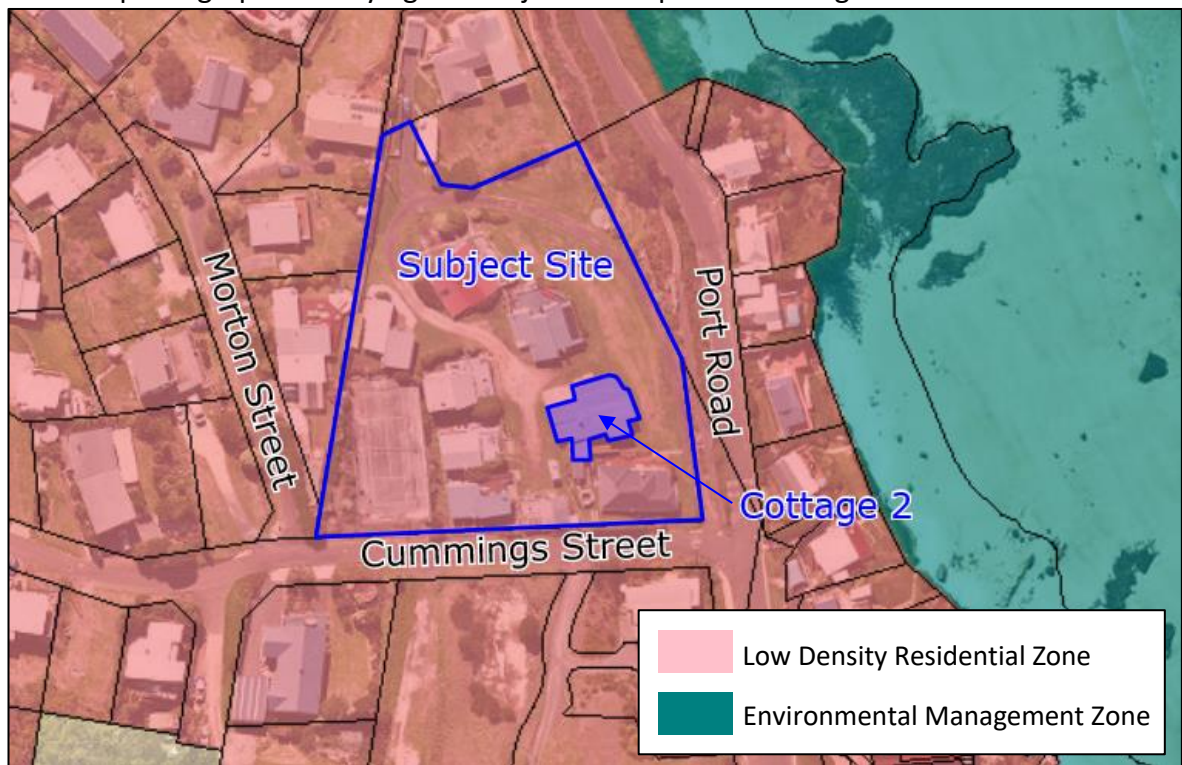 Subject Site
Morton Street
Port Road
Cottage 2
Cummings Street
Low Density Residential Zone
Environmental Management Zone